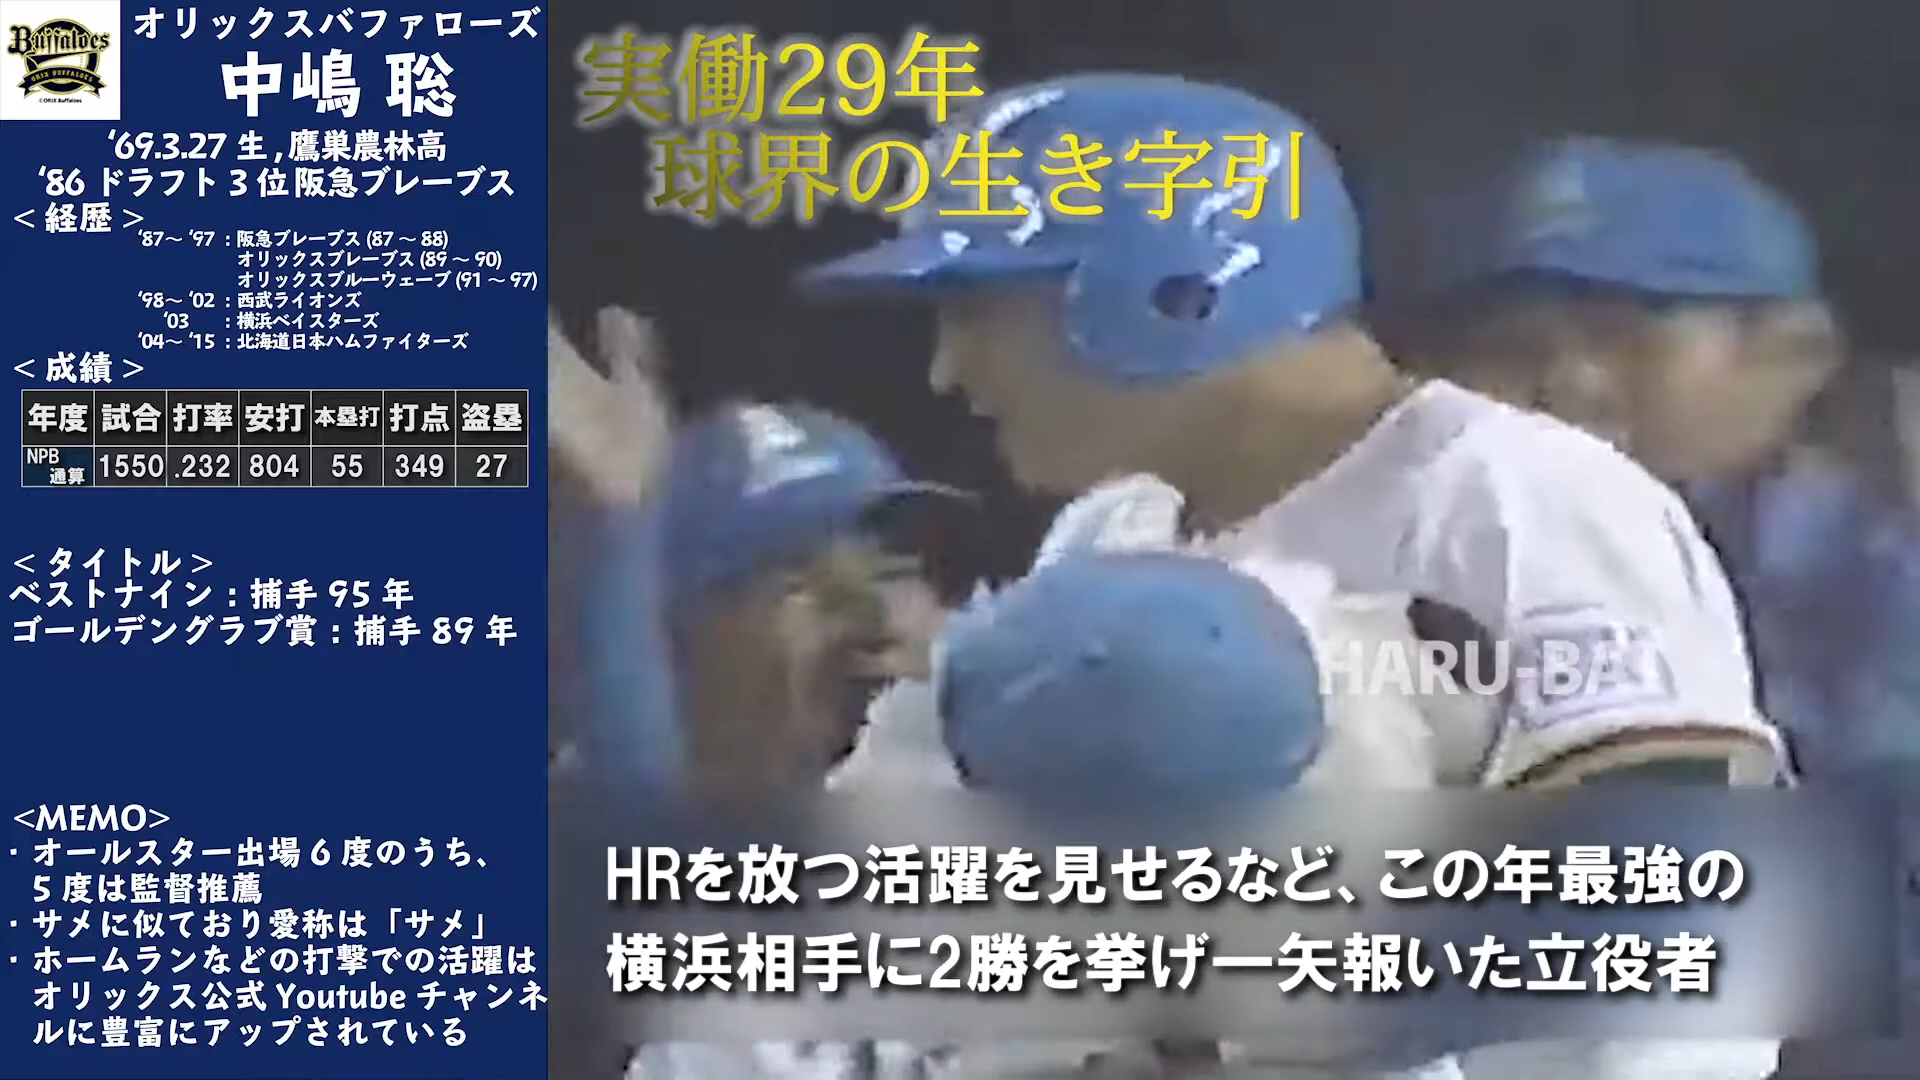 Buffaloes
ORIX BUFFALOES
©ORIX Buffaloes
オリックスバファローズ
中嶋 聡
‘69.3.27 生 , 鷹巣農林高
‘86 ドラフト 3 位 阪急ブレーブス
< 経歴 >
‘87～ ‘97 : 阪急ブレーブス (87 ～ 88)
オリックスブレーブス (89 ～ 90)
オリックスブルーウェーブ (91 ～ 97)
‘98～ ‘02 : 西武ライオンズ
‘03 : 横浜ベイスターズ
‘04～ ‘15 : 北海道日本ハムファイターズ
< 成績 >
年度 試合 打率 安打 本塁打 打点 盗塁
NPB通算 1550 .232 804 55 349 27
< タイトル >
ベストナイン : 捕手 95 年
ゴールデングラブ賞 : 捕手 89 年
<MEMO>
・オールスター出場 6 度のうち、
5 度は監督推薦
・サメに似ており愛称は「サメ」
・ホームランなどの打撃での活躍は
オリックス公式 Youtube チャンネ
ルに豊富にアップされている
実働29年
球界の生き字引
HARU-BAT
HRを放つ活躍を見せるなど、この年最強の
横浜相手に2勝を挙げ一矢報いた立役者